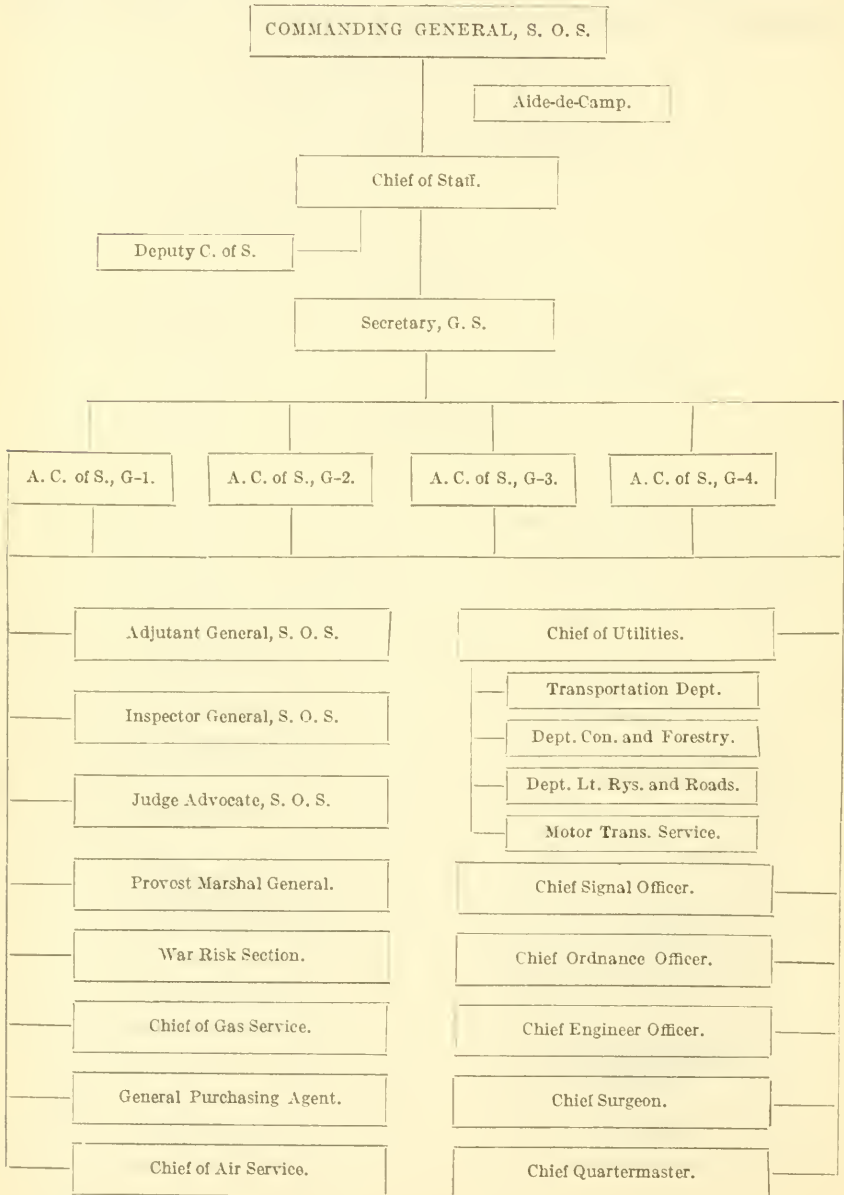 COMMANDING GENERAL, S. O. S.
Aide-de-Camp.
Chief of Staff.
Deputy C. of S.
Secretary, G. S.
A. C. of S., G-1.
A. C. of S., G-2.
A. C. of S., G-3.
A. C. of S., G-4.
Adjutant General, S. O. S.
Inspector General, S. O. S.
Judge Advocate, S. O. S.
Provost Marshal General.
War Risk Section.
Chief of Gas Service.
General Purchasing Agent.
Chief of Air Service.
Chief of Utilities.
Transportation Dept.
Dept. Con. and Forestry.
Dept. Lt. Rys. and Roads.
Motor Trans. Service.
Chief Signal Officer.
Chief Ordnance Officer.
Chief Engineer Officer.
Chief Surgeon.
Chief Quartermaster.